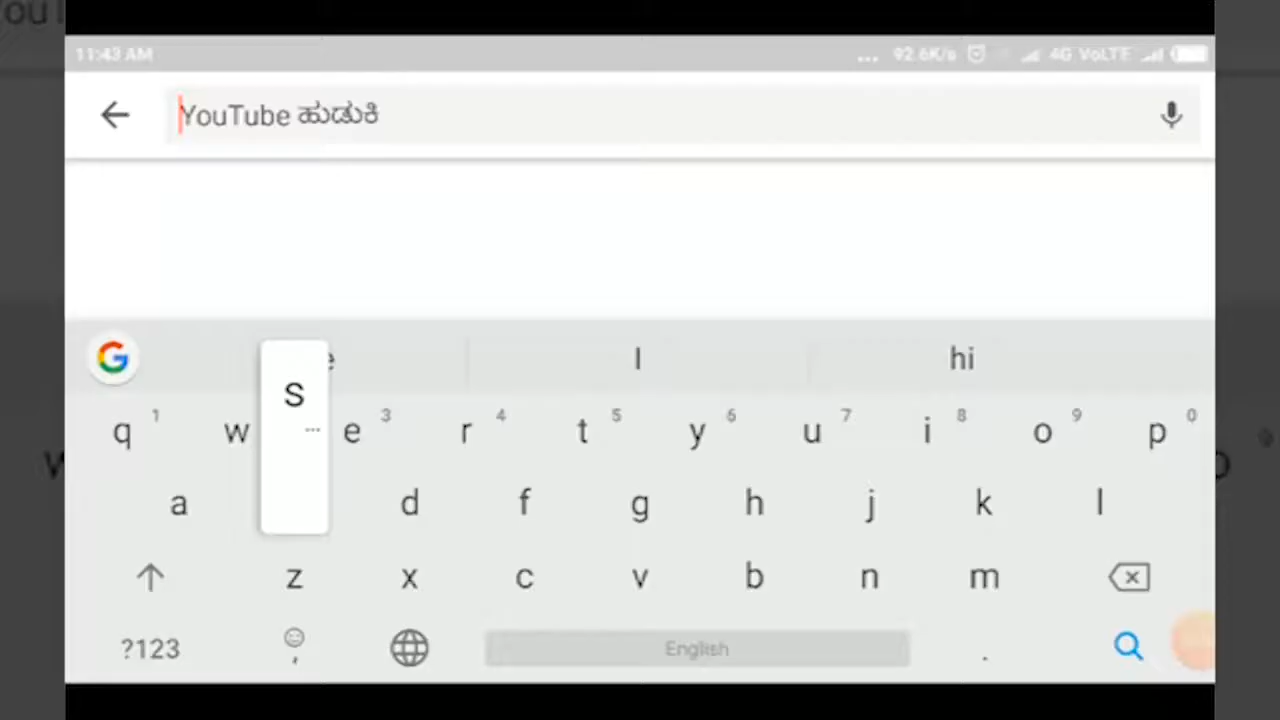 11:43 AM ... 92.6K/s 4G VoLTE
YouTube ಹುಡುಕಿ
I hi
S
q 1 w e 3 r 4 t 5 y 6 u 7 i 8 o 9 p 0
a d f g h j k l
z x c v b n m
?123 , English .